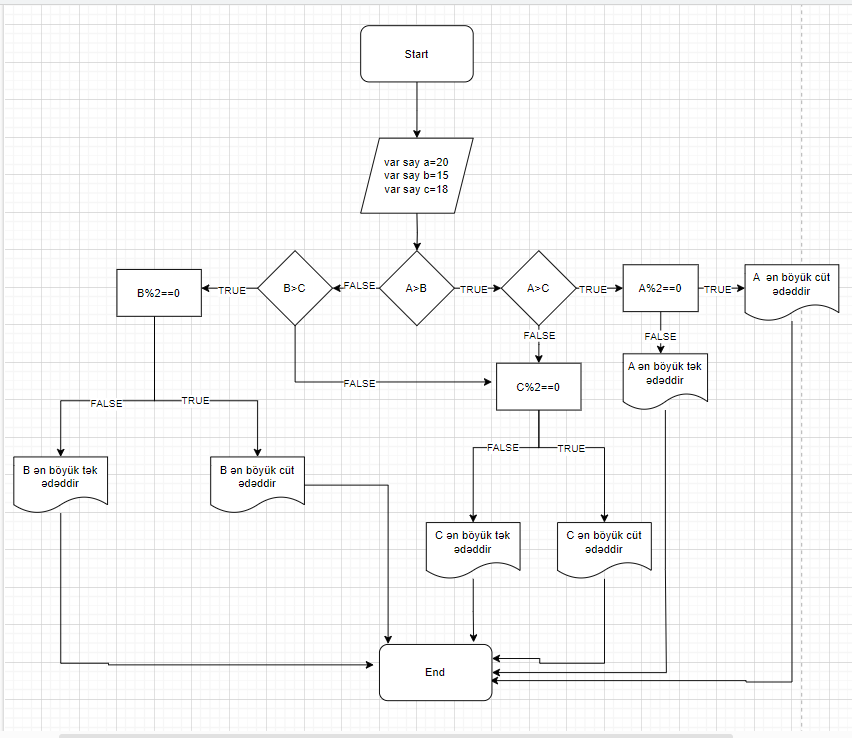 Start
var say a=20
var say b=15
var say c=18
B%2==0
TRUE
B>C
FALSE
A>B
TRUE
A>C
TRUE
A%2==0
TRUE
A ən böyük cüt
ədəddir
FALSE
FALSE
A ən böyük tək
ədəddir
FALSE
C%2==0
FALSE
TRUE
FALSE
TRUE
B ən böyük tək
ədəddir
B ən böyük cüt
ədəddir
C ən böyük tək
ədəddir
C ən böyük cüt
ədəddir
End